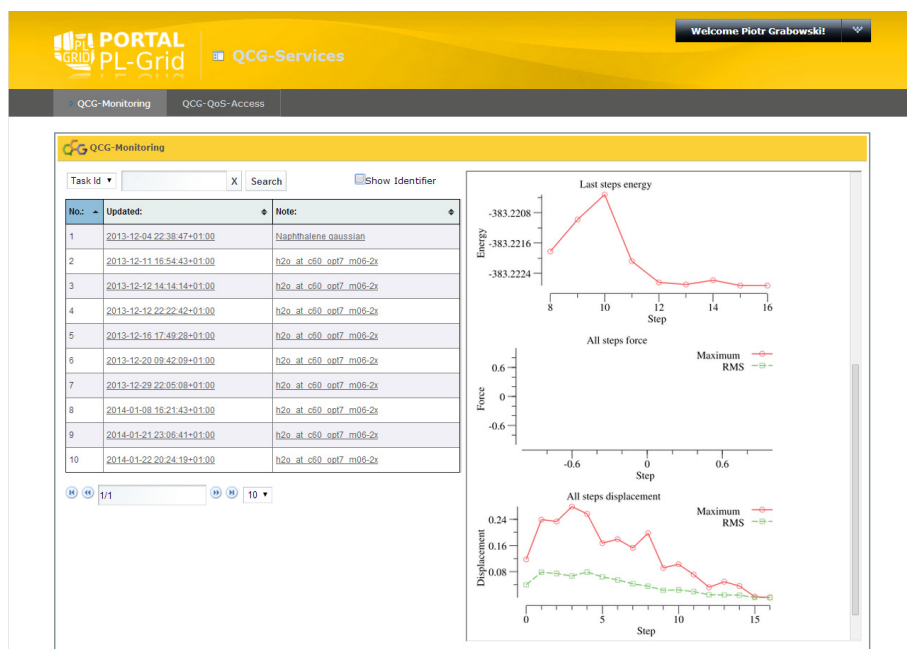 Welcome Piotr Grabowski!
PL
GRID
PORTAL
PL-Grid
QCG-Services
QCG-Monitoring
QCG-QoS-Access
QCG QCG-Monitoring
Task Id
X
Search
Show Identifier
No.: Updated: Note:
1 2013-12-04 22:38:47+01:00 Naphthalene gaussian
2 2013-12-11 16:54:43+01:00 h2o_at_c60_opt7_m06-2x
3 2013-12-12 14:14:14+01:00 h2o_at_c60_opt7_m06-2x
4 2013-12-12 22:22:42+01:00 h2o_at_c60_opt7_m06-2x
5 2013-12-16 17:49:28+01:00 h2o_at_c60_opt7_m06-2x
6 2013-12-20 09:42:09+01:00 h2o_at_c60_opt7_m06-2x
7 2013-12-29 22:05:08+01:00 h2o_at_c60_opt7_m06-2x
8 2014-01-08 16:21:43+01:00 h2o_at_c60_opt7_m06-2x
9 2014-01-21 23:06:41+01:00 h2o_at_c60_opt7_m06-2x
10 2014-01-22 20:24:19+01:00 h2o_at_c60_opt7_m06-2x
1/1
10
Last steps energy
Energy
-383.2208
-383.2216
-383.2224
8 10 12 14 16
Step
All steps force
Maximum
RMS
Force
0.6
0
-0.6
-0.6 0 0.6
Step
All steps displacement
Maximum
RMS
Displacement
0.24
0.16
0.08
0 5 10 15
Step